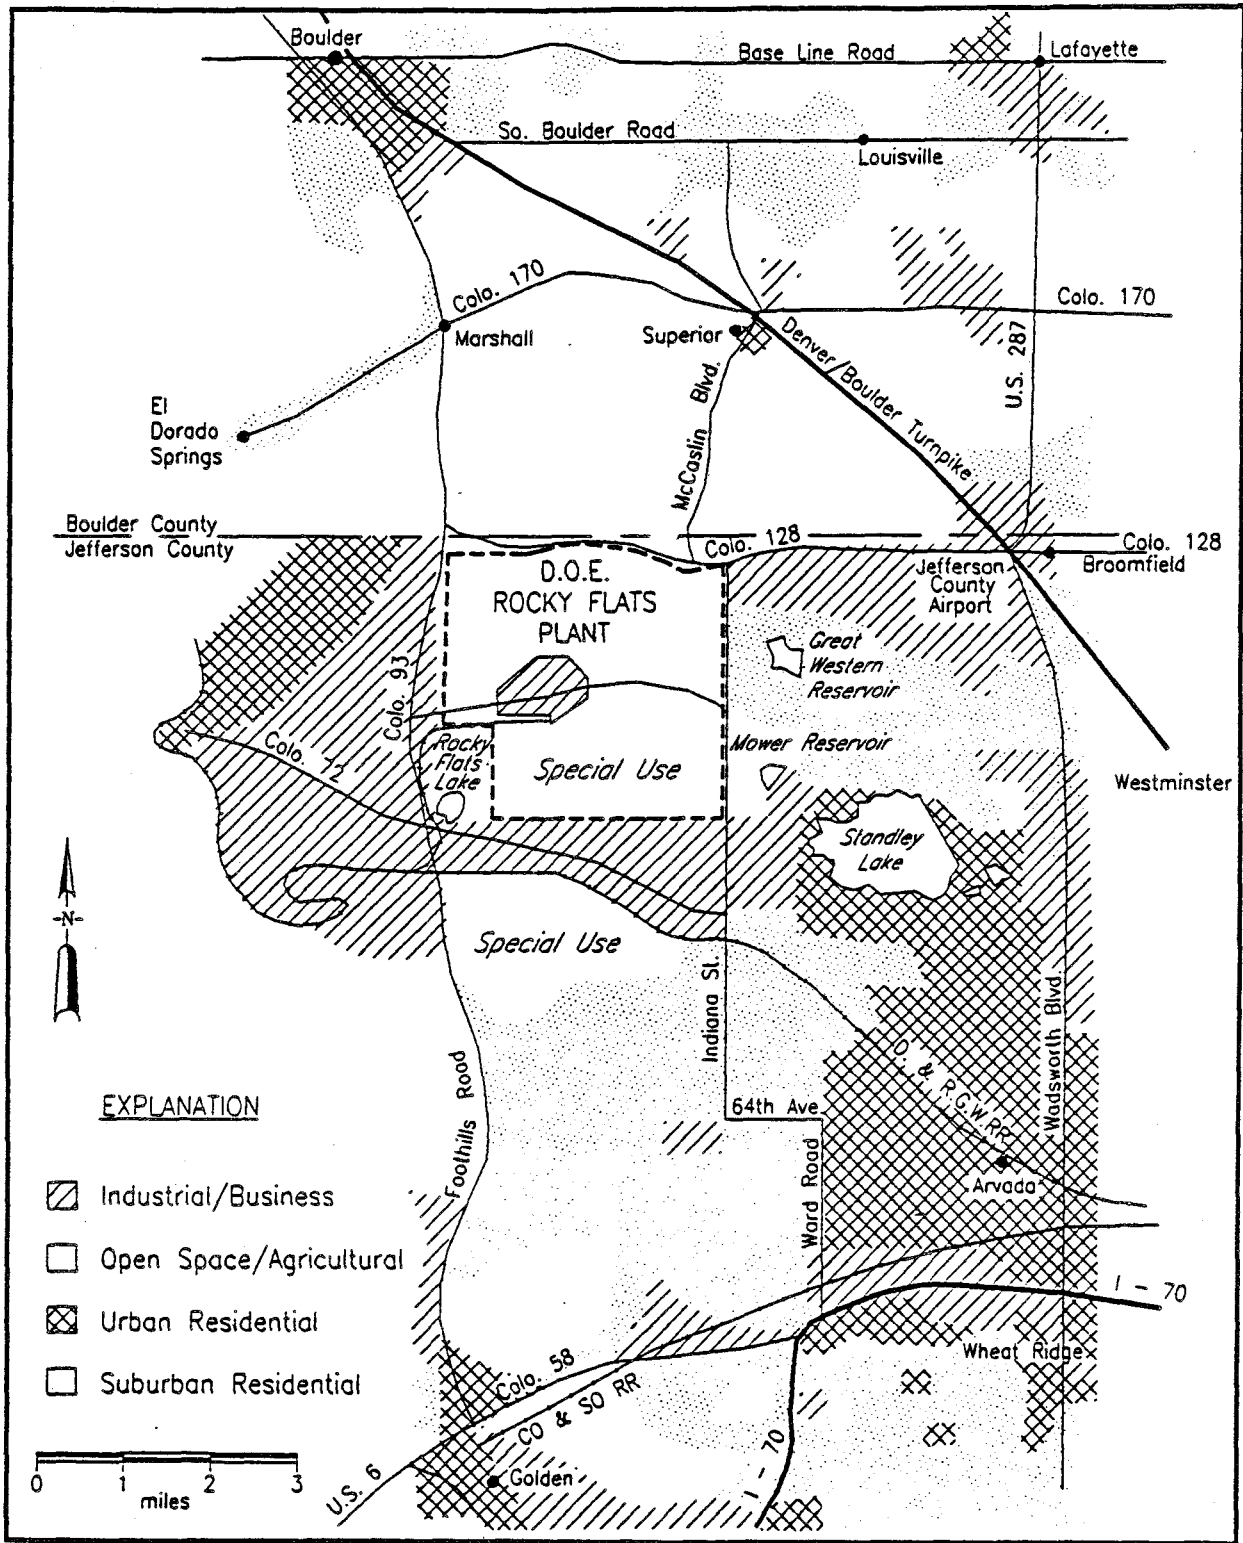 Boulder
Base Line Road
Lafayette
So. Boulder Road
Louisville
Colo. 170
Colo. 170
Marshall
Superior
Denver/Boulder Turnpike
U.S. 287
McCaslin Blvd.
El
Dorado
Springs
Boulder County
Jefferson County
Colo. 128
Colo. 128
Broomfield
Jefferson
County
Airport
D.O.E.
ROCKY FLATS
PLANT
Great
Western
Reservoir
Colo. 93
Colo. 72
Rocky
Flats
Lake
Special Use
Mower Reservoir
Westminster
Standley
Lake
-N-
Special Use
Indiana St.
Wadsworth Blvd.
Foothills Road
D. & R.G.W.RR
64th Ave.
Ward Road
Arvada
EXPLANATION
Industrial/Business
Open Space/Agricultural
Urban Residential
Suburban Residential
I - 70
Wheat Ridge
Colo. 58
CO & SO RR
I - 70
U.S. 6
Golden
0 1 2 3
miles